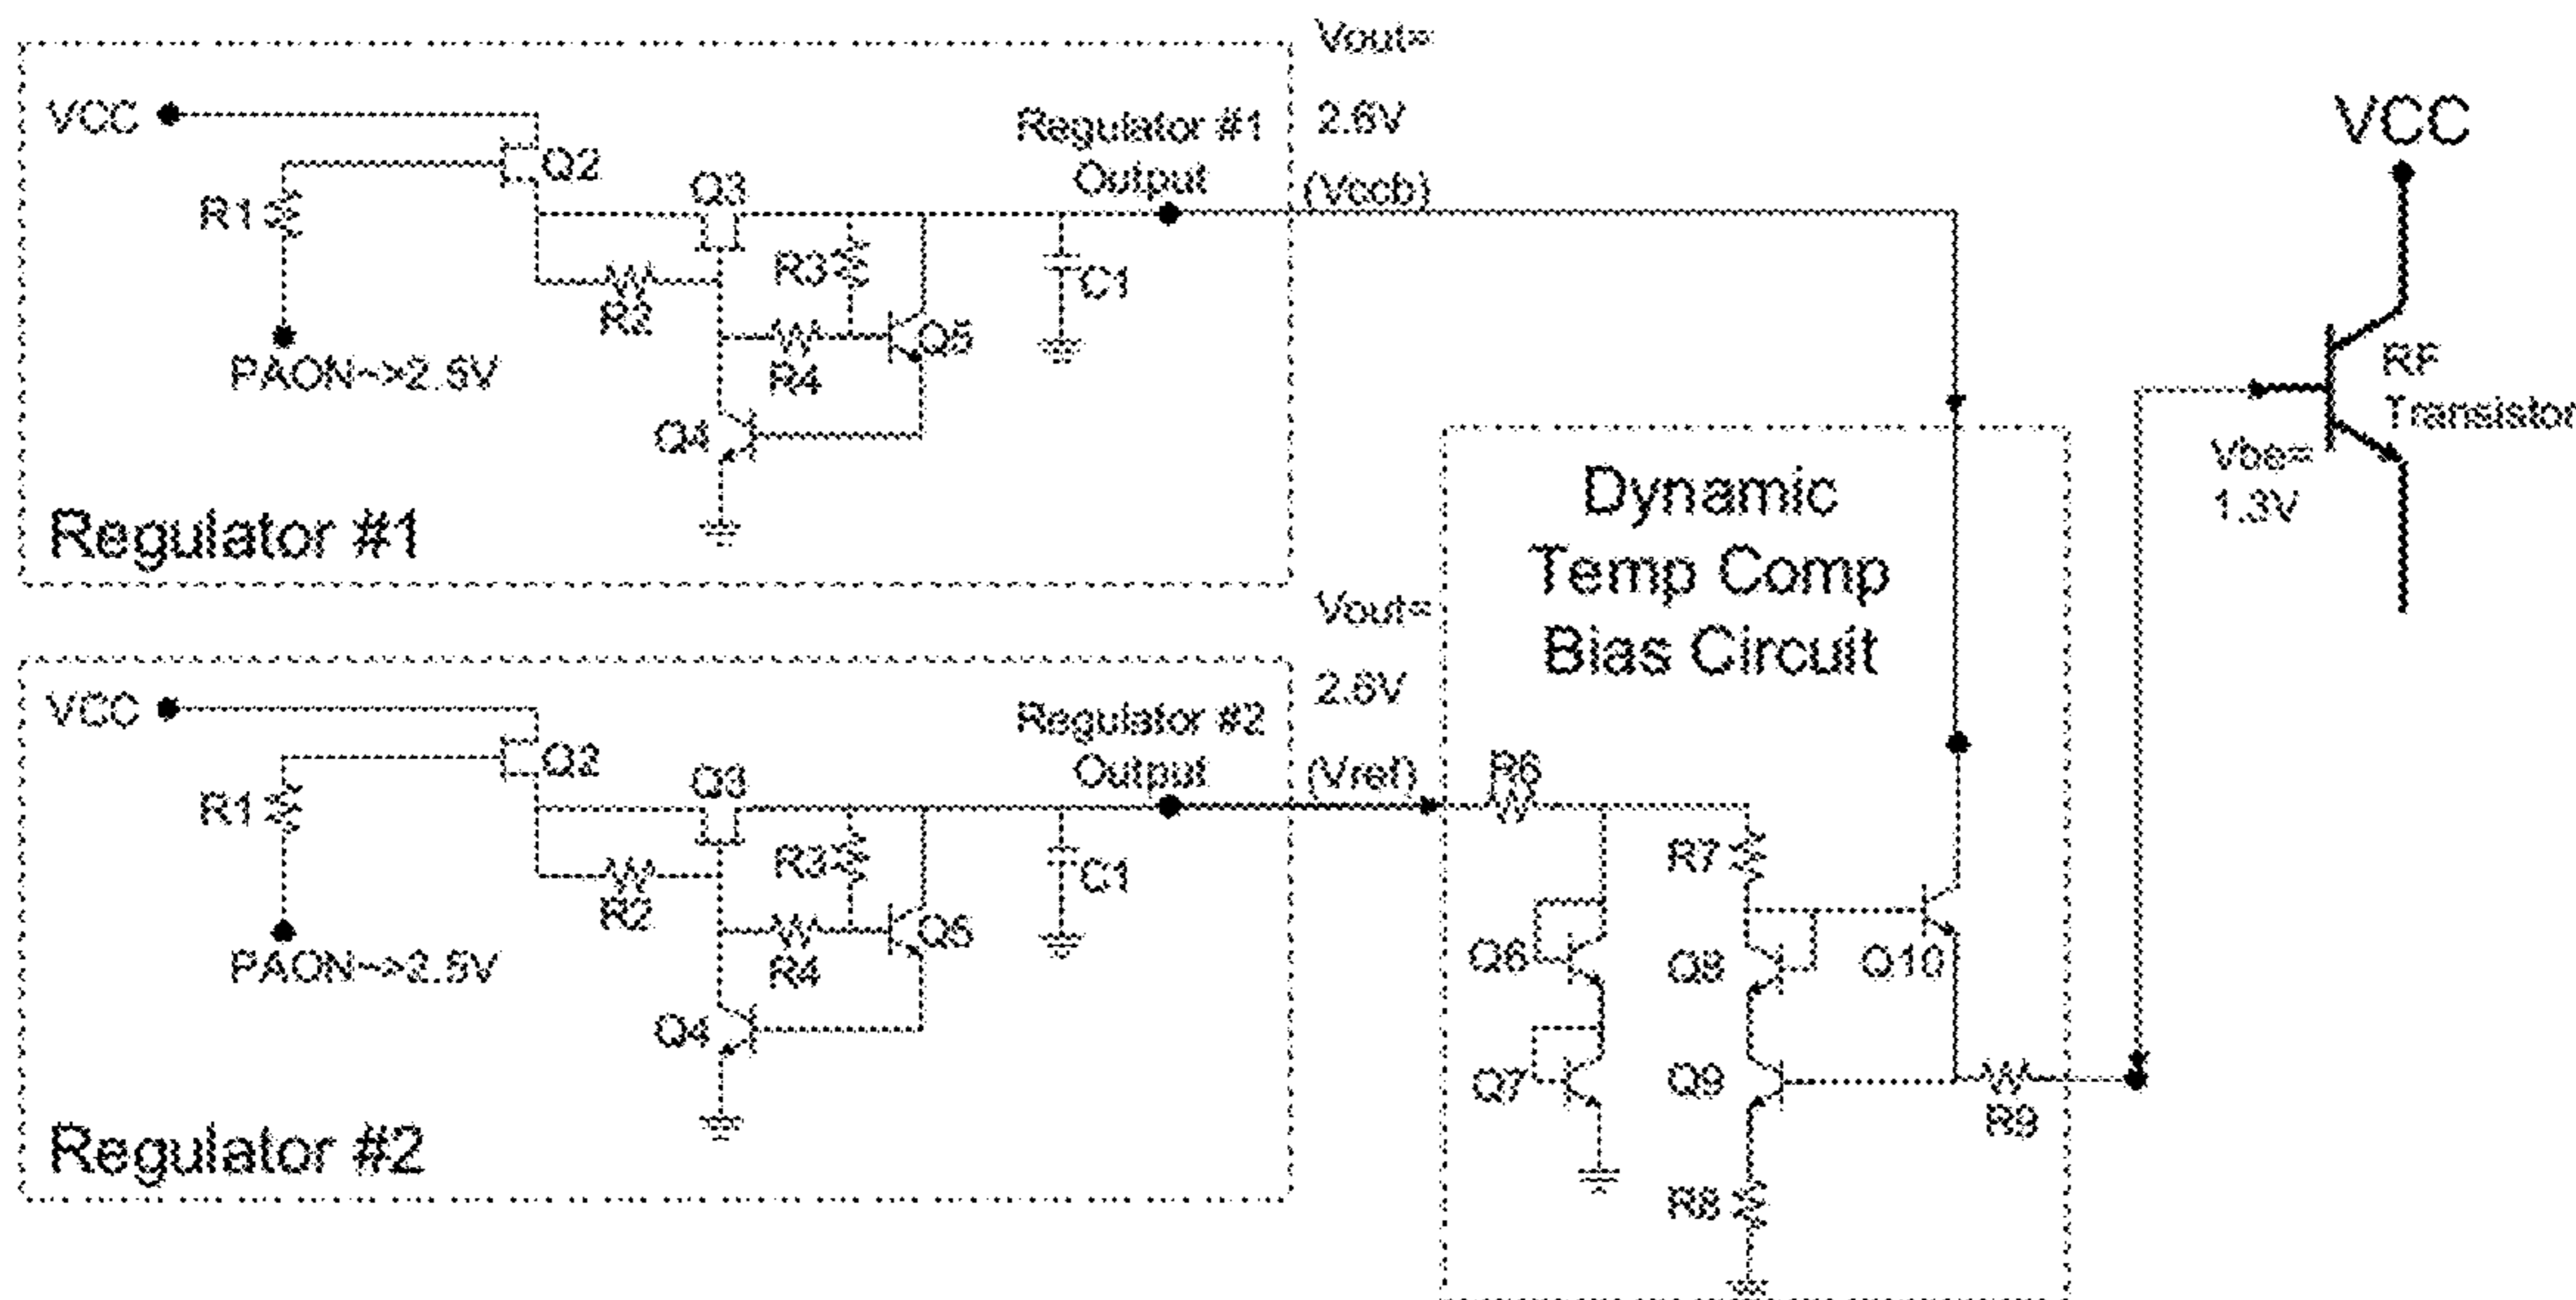 Vout=
2.6V
(Vccb)
VCC
Q2
R1
PAON~>2.5V
Q3
R2
R3
R4
Q5
Q4
C1
Regulator #1
Output
Regulator #1
VCC
RF
Transistor
Vbe=
1.3V
Vout=
2.6V
(Vref)
VCC
Q2
R1
PAON~>2.5V
Q3
R2
R3
R4
Q5
Q4
C1
Regulator #2
Output
Regulator #2
Dynamic
Temp Comp
Bias Circuit
R6
R7
Q6
Q8
Q10
Q7
Q9
R9
R8